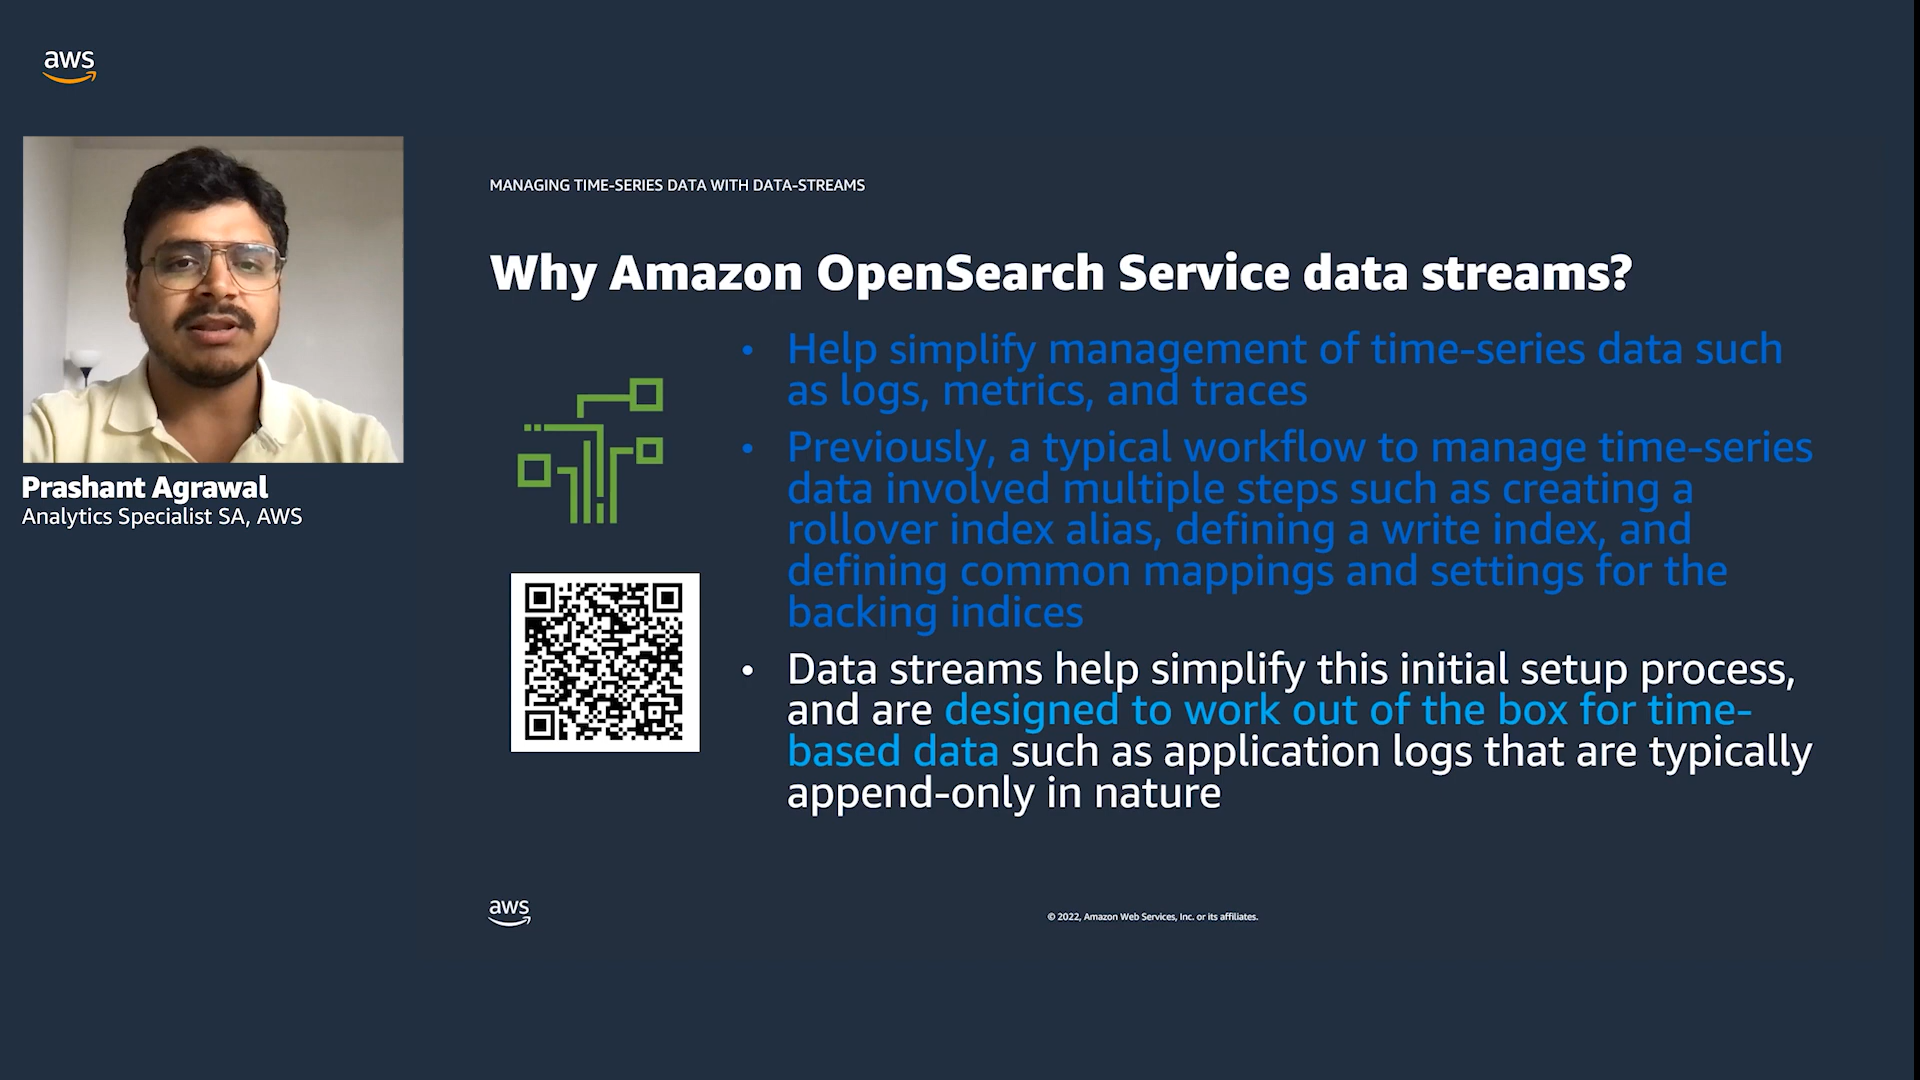 aws
Prashant Agrawal
Analytics Specialist SA, AWS
MANAGING TIME-SERIES DATA WITH DATA-STREAMS
Why Amazon OpenSearch Service data streams?
• Help simplify management of time-series data such
as logs, metrics, and traces
• Previously, a typical workflow to manage time-series
data involved multiple steps such as creating a
rollover index alias, defining a write index, and
defining common mappings and settings for the
backing indices
• Data streams help simplify this initial setup process,
and are designed to work out of the box for time-
based data such as application logs that are typically
append-only in nature
aws
© 2022, Amazon Web Services, Inc. or its affiliates.